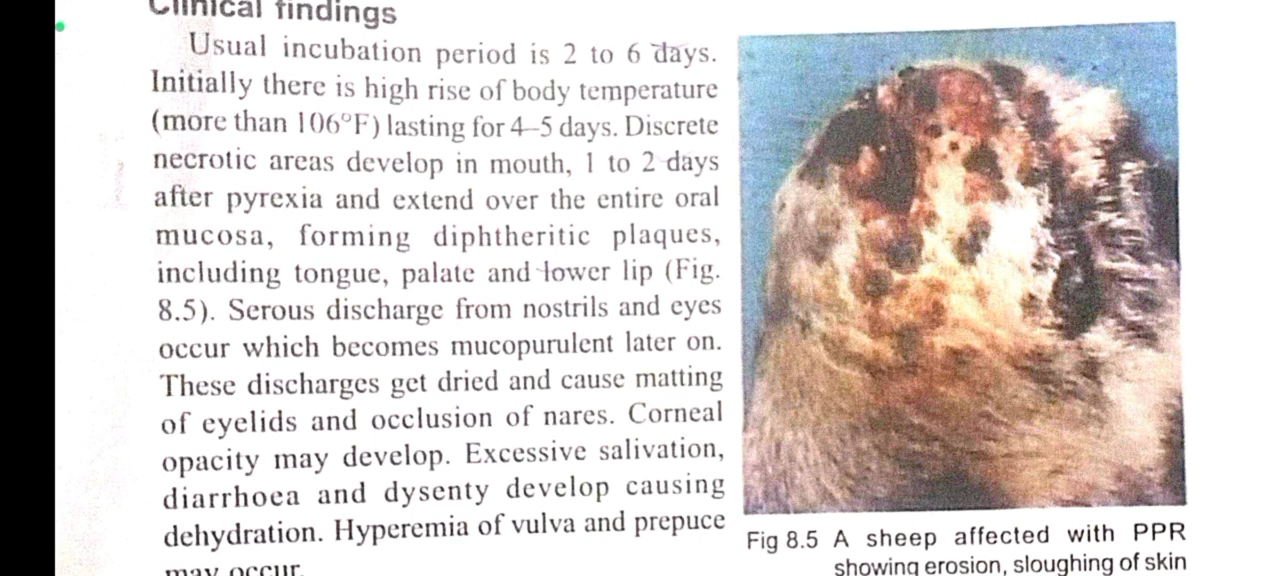 Clinical findings
Usual incubation period is 2 to 6 days.
Initially there is high rise of body temperature
(more than 106°F) lasting for 4–5 days. Discrete
necrotic areas develop in mouth, 1 to 2 days
after pyrexia and extend over the entire oral
mucosa, forming diphtheritic plaques,
including tongue, palate and lower lip (Fig.
8.5). Serous discharge from nostrils and eyes
occur which becomes mucopurulent later on.
These discharges get dried and cause matting
of eyelids and occlusion of nares. Corneal
opacity may develop. Excessive salivation,
diarrhoea and dysenty develop causing
dehydration. Hyperemia of vulva and prepuce
may occur.
Fig 8.5 A sheep affected with PPR
showing erosion, sloughing of skin